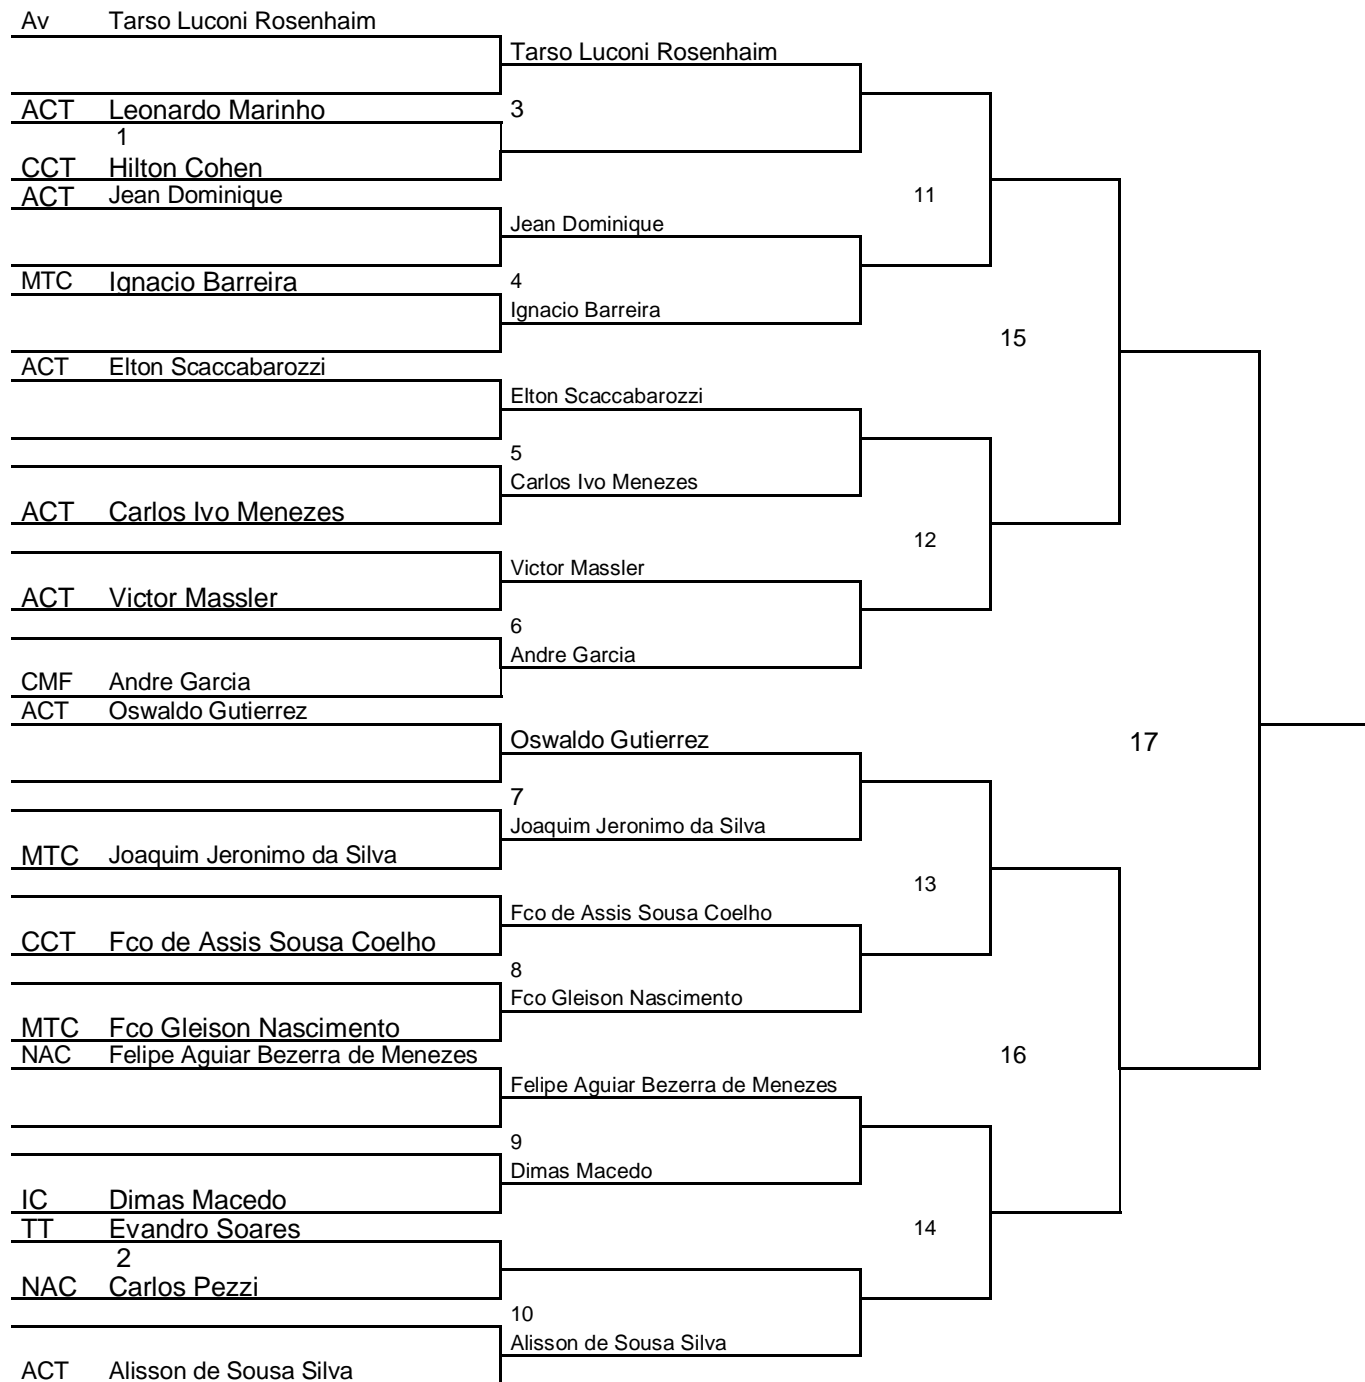 Av Tarso Luconi Rosenhaim
Tarso Luconi Rosenhaim
ACT Leonardo Marinho
3
1
CCT Hilton Cohen
ACT Jean Dominique
11
Jean Dominique
MTC Ignacio Barreira
4
Ignacio Barreira
15
ACT Elton Scaccabarozzi
Elton Scaccabarozzi
5
Carlos Ivo Menezes
ACT Carlos Ivo Menezes
12
Victor Massler
ACT Victor Massler
6
Andre Garcia
CMF Andre Garcia
ACT Oswaldo Gutierrez
Oswaldo Gutierrez
17
7
Joaquim Jeronimo da Silva
MTC Joaquim Jeronimo da Silva
13
Fco de Assis Sousa Coelho
CCT Fco de Assis Sousa Coelho
8
Fco Gleison Nascimento
MTC Fco Gleison Nascimento
NAC Felipe Aguiar Bezerra de Menezes
16
Felipe Aguiar Bezerra de Menezes
9
Dimas Macedo
IC Dimas Macedo
TT Evandro Soares
14
2
NAC Carlos Pezzi
10
Alisson de Sousa Silva
ACT Alisson de Sousa Silva